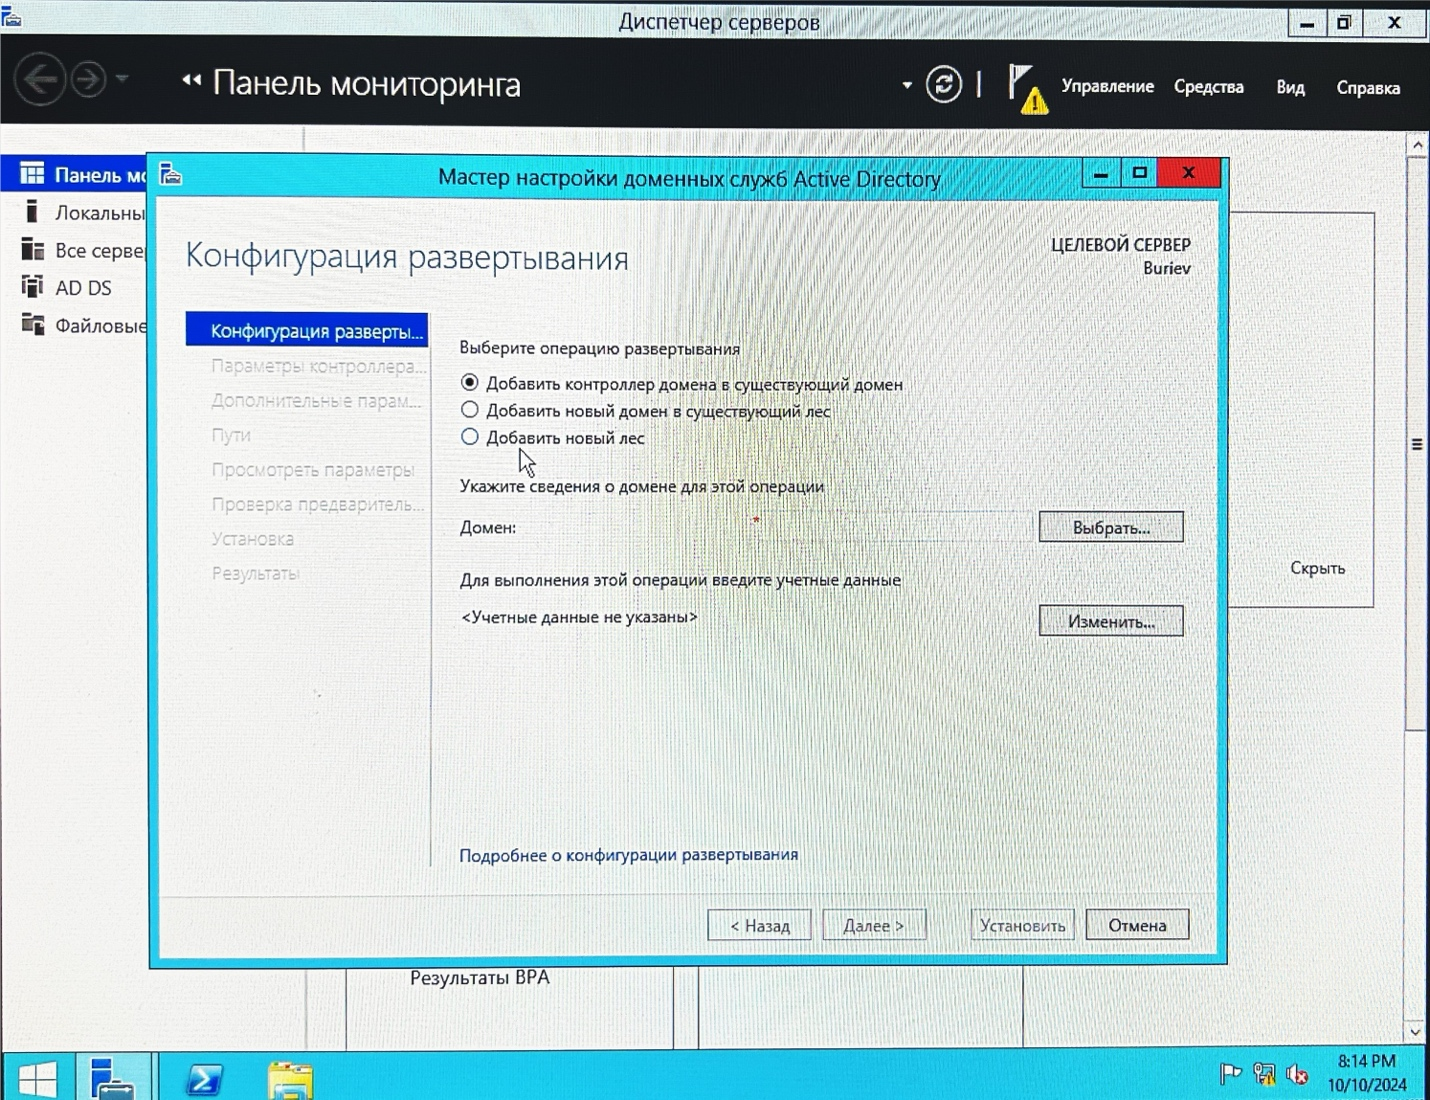 Диспетчер серверов
Панель мониторинга
Управление Средства Вид Справка
Панель мо
Локальны
Все серве
AD DS
Файловые
Мастер настройки доменных служб Active Directory
Конфигурация развертывания
ЦЕЛЕВОЙ СЕРВЕР
Buriev
Конфигурация разверты...
Параметры контроллера...
Дополнительные парам...
Пути
Просмотреть параметры
Проверка предваритель...
Установка
Результаты
Выберите операцию развертывания
Добавить контроллер домена в существующий домен
Добавить новый домен в существующий лес
Добавить новый лес
Укажите сведения о домене для этой операции
Домен: * Выбрать...
Для выполнения этой операции введите учетные данные
<Учетные данные не указаны> Изменить...
Подробнее о конфигурации развертывания
< Назад Далее > Установить Отмена
Скрыть
Результаты BPA
8:14 PM
10/10/2024